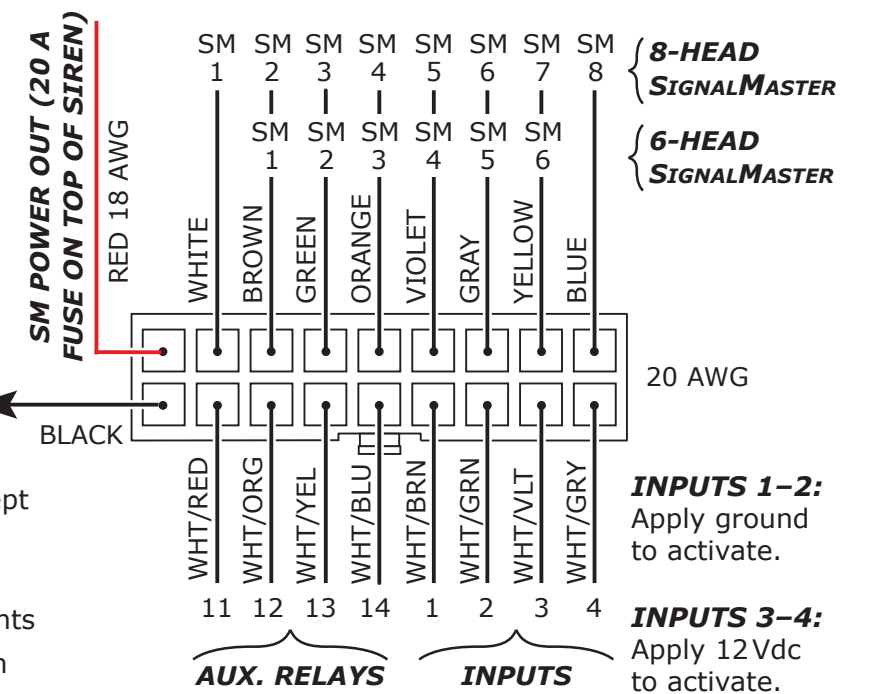 SM POWER OUT (20 A
FUSE ON TOP OF SIREN)
RED 18 AWG
SM SM SM SM SM SM SM SM
1 2 3 4 5 6 7 8
8-HEAD
SIGNALMASTER
SM SM SM SM SM SM
1 2 3 4 5 6
6-HEAD
SIGNALMASTER
WHITE
BROWN
GREEN
ORANGE
VIOLET
GRAY
YELLOW
BLUE
20 AWG
BLACK
WHT/RED
WHT/ORG
WHT/YEL
WHT/BLU
WHT/BRN
WHT/GRN
WHT/VLT
WHT/GRY
11 12 13 14 1 2 3 4
AUX. RELAYS
INPUTS
INPUTS 1–2:
Apply ground
to activate.
INPUTS 3–4:
Apply 12 Vdc
to activate.